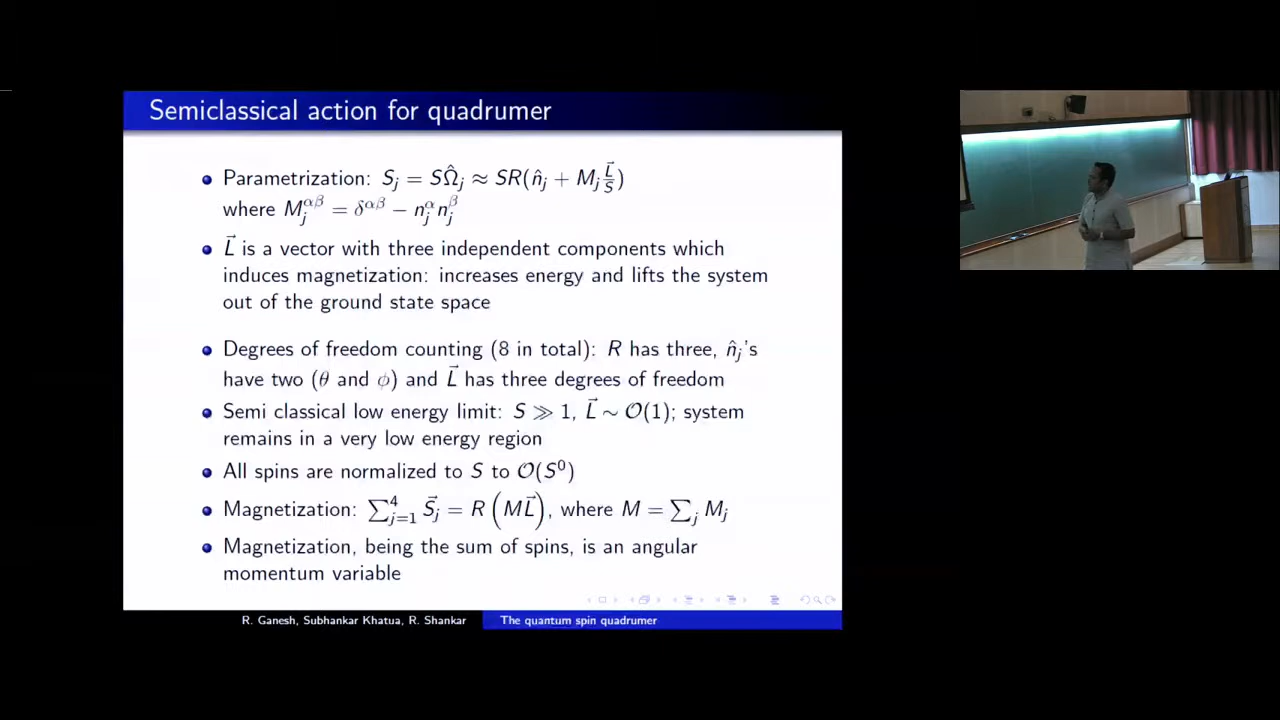 Semiclassical action for quadrumer
Parametrization: S_j = SΩ̂_j ≈ SR(n̂_j + M_j L⃗/S)
where M_j^{αβ} = δ^{αβ} − n_j^α n_j^β
L⃗ is a vector with three independent components which
induces magnetization: increases energy and lifts the system
out of the ground state space
Degrees of freedom counting (8 in total): R has three, n̂_j's
have two (θ and ϕ) and L⃗ has three degrees of freedom
Semi classical low energy limit: S ≫ 1, L⃗ ∼ 𝒪(1); system
remains in a very low energy region
All spins are normalized to S to 𝒪(S⁰)
Magnetization: ∑_{j=1}^4 S⃗_j = R(ML⃗), where M = ∑_j M_j
Magnetization, being the sum of spins, is an angular
momentum variable
R. Ganesh, Subhankar Khatua, R. Shankar The quantum spin quadrumer